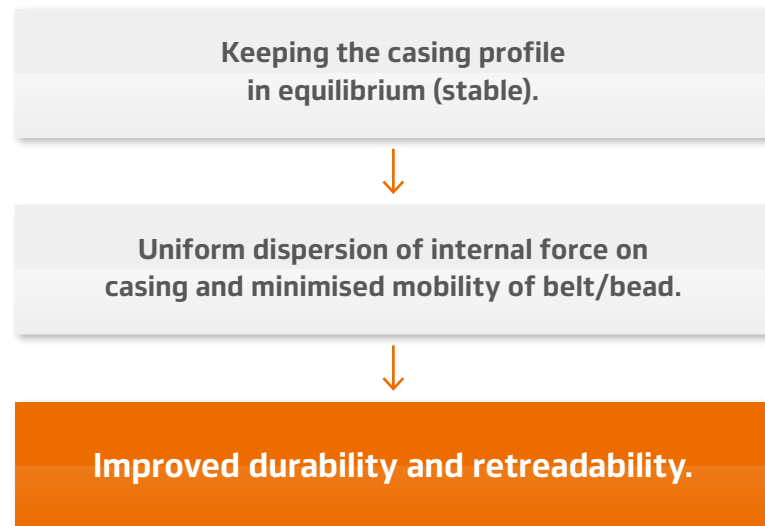 Keeping the casing profile
in equilibrium (stable).
Uniform dispersion of internal force on
casing and minimised mobility of belt/bead.
Improved durability and retreadability.